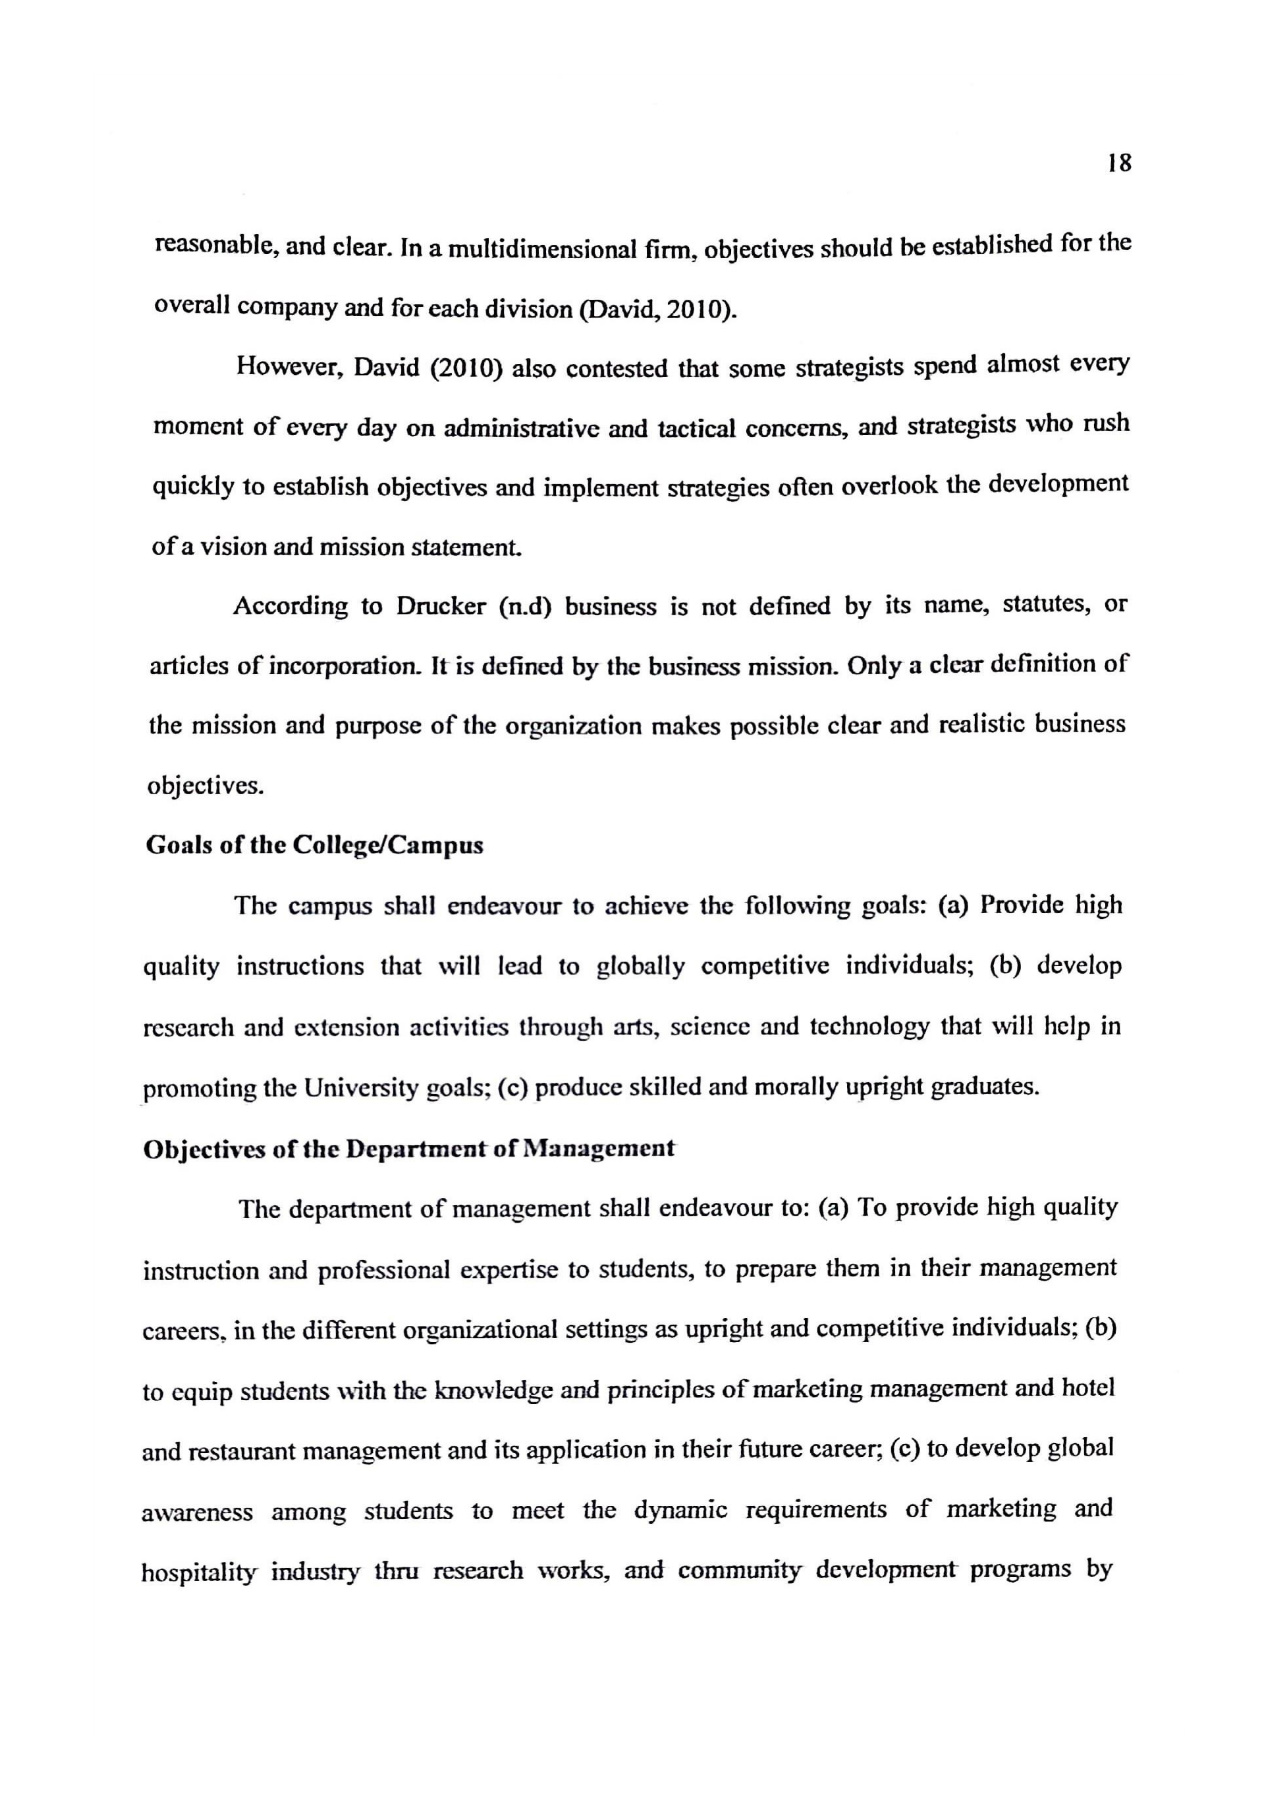 18
reasonable, and clear. In a multidimensional firm, objectives should be established for the
overall company and for each division (David, 2010).
However, David (2010) also contested that some strategists spend almost every
moment of every day on administrative and tactical concerns, and strategists who rush
quickly to establish objectives and implement strategies often overlook the development
of a vision and mission statement.
According to Drucker (n.d) business is not defined by its name, statutes, or
articles of incorporation. It is defined by the business mission. Only a clear definition of
the mission and purpose of the organization makes possible clear and realistic business
objectives.
Goals of the College/Campus
The campus shall endeavour to achieve the following goals: (a) Provide high
quality instructions that will lead to globally competitive individuals; (b) develop
research and extension activities through arts, science and technology that will help in
promoting the University goals; (c) produce skilled and morally upright graduates.
Objectives of the Department of Management
The department of management shall endeavour to: (a) To provide high quality
instruction and professional expertise to students, to prepare them in their management
careers, in the different organizational settings as upright and competitive individuals; (b)
to equip students with the knowledge and principles of marketing management and hotel
and restaurant management and its application in their future career; (c) to develop global
awareness among students to meet the dynamic requirements of marketing and
hospitality industry thru research works, and community development programs by